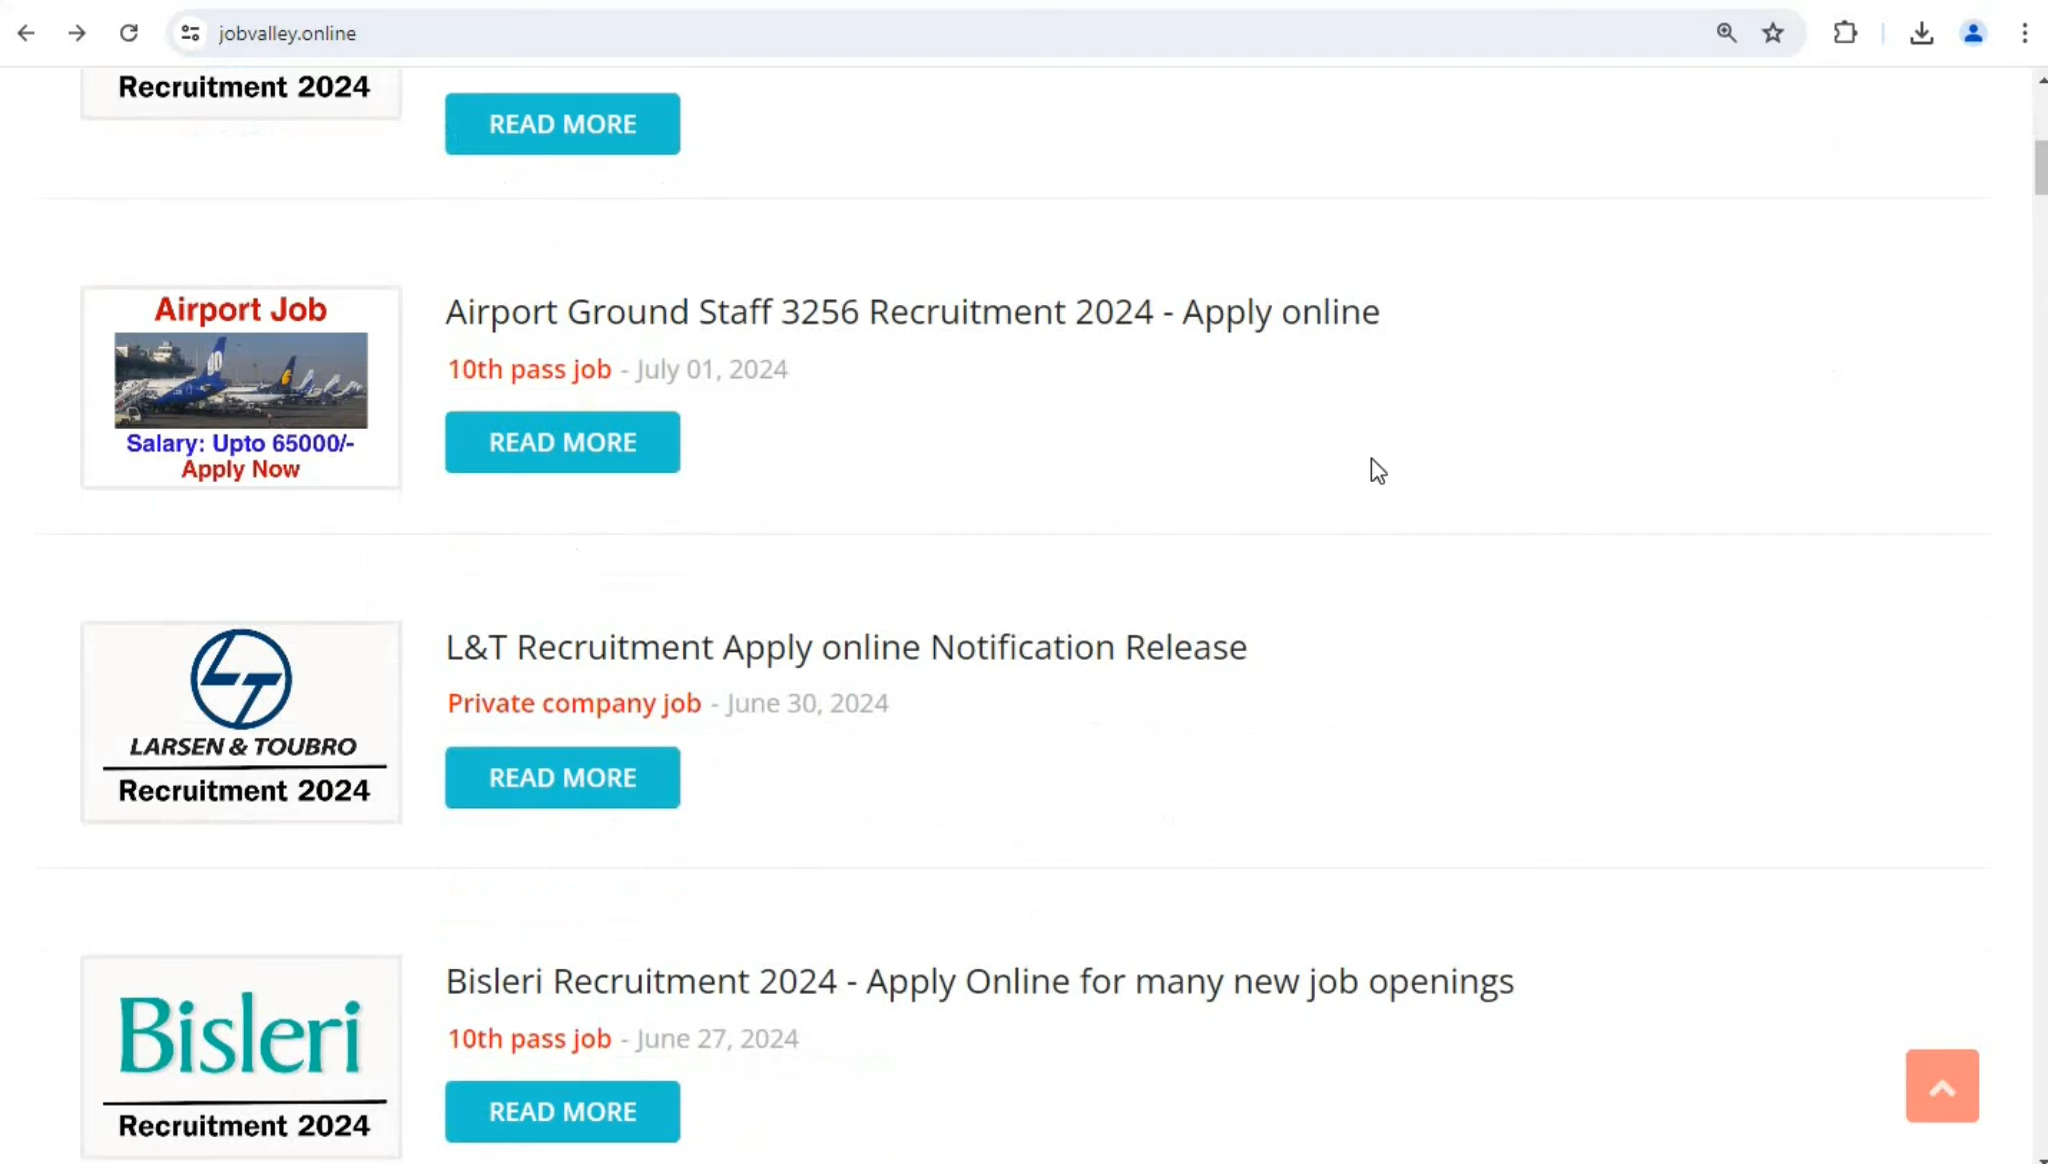 jobvalley.online
Recruitment 2024
READ MORE
Airport Job
Salary: Upto 65000/-
Apply Now
Airport Ground Staff 3256 Recruitment 2024 - Apply online
10th pass job - July 01, 2024
READ MORE
LARSEN & TOUBRO
Recruitment 2024
L&T Recruitment Apply online Notification Release
Private company job - June 30, 2024
READ MORE
Bisleri
Recruitment 2024
Bisleri Recruitment 2024 - Apply Online for many new job openings
10th pass job - June 27, 2024
READ MORE